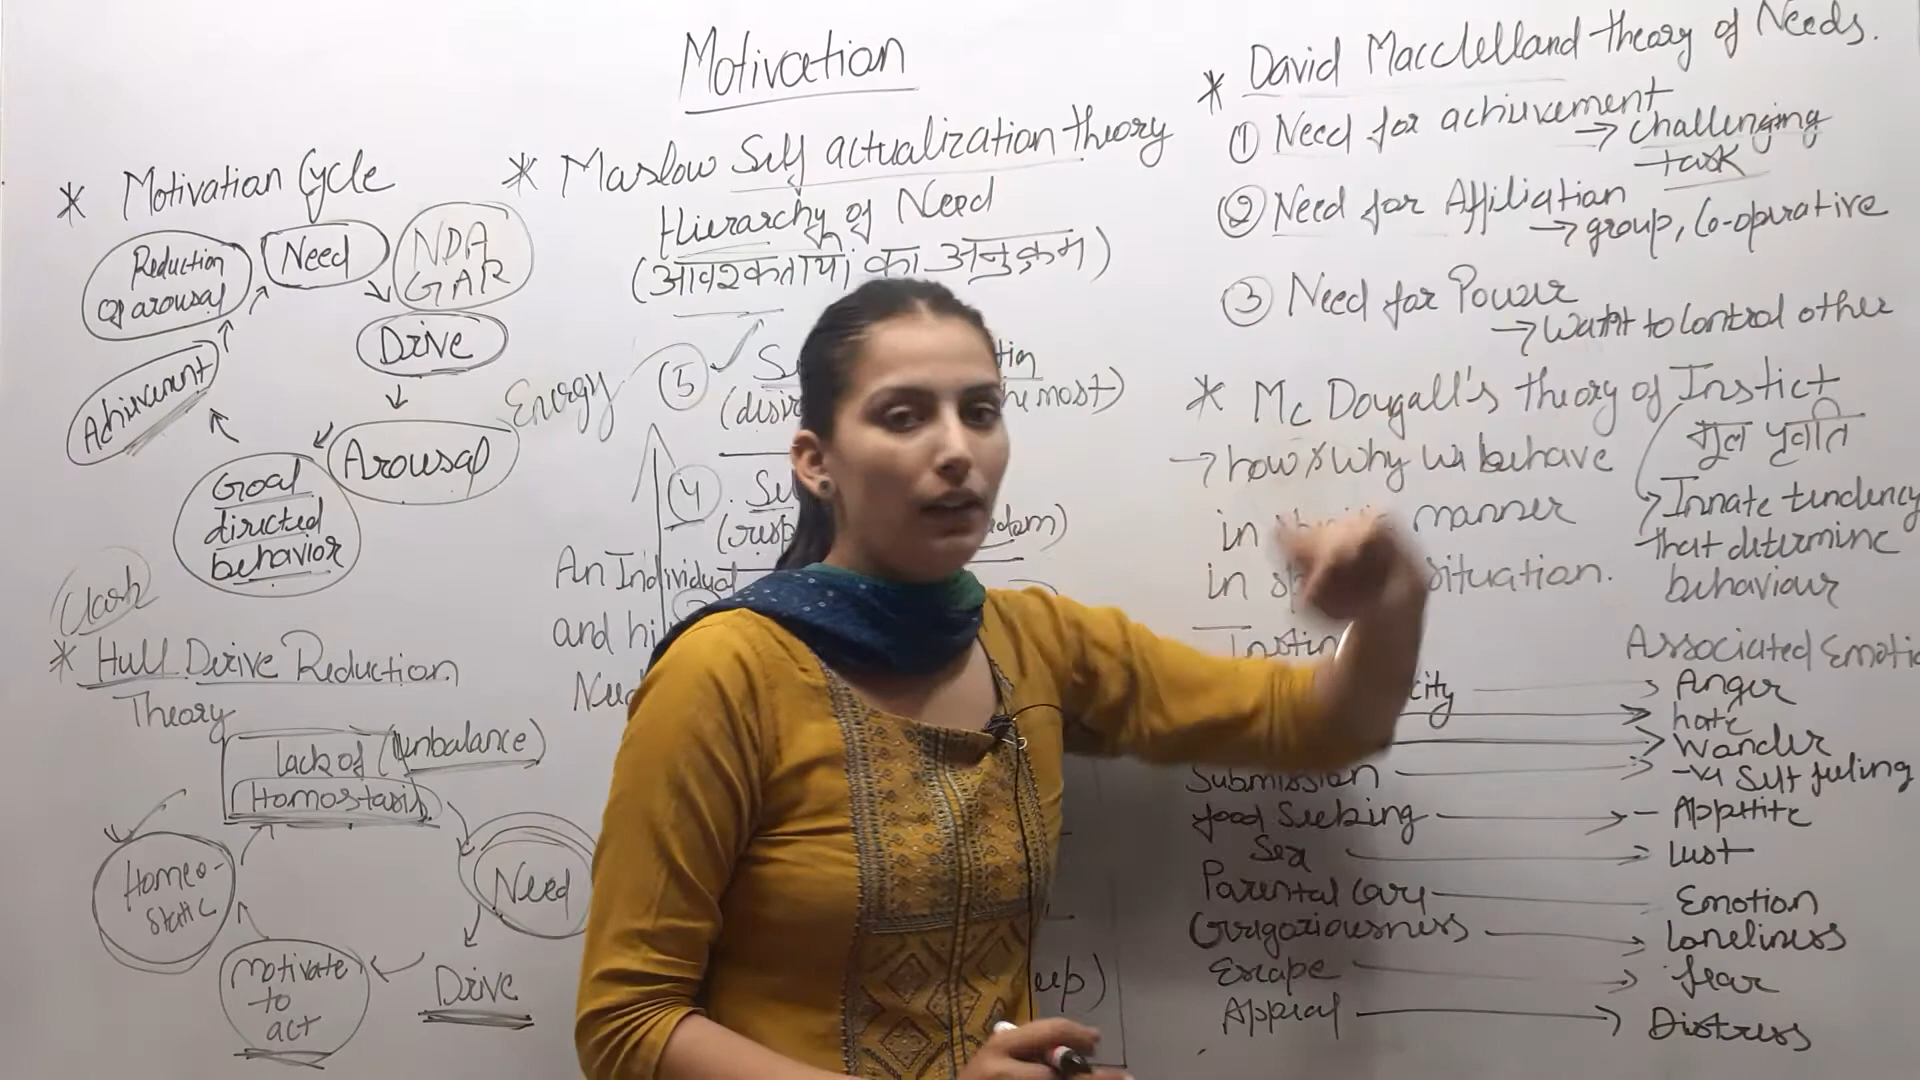 Motivation
* Motivation Cycle
Need
NDA
GAR
Drive
Arousal
Energy
Goal
directed
behavior
Achievement
Reduction
of arousal
* Hull Drive Reduction
Theory
lack of (Unbalance)
Homostasis
Need
Drive
Motivate
to
act
Homeo-
static
* Maslow Self actualization theory
Hierarchy of Need
(आवश्कतायों का अनुक्रम)
5
4
An Individual
and
* David Macclelland theory of Needs.
① Need for achievement
→ Challenging
task
② Need for Affiliation
→ group, Co-operative
③ Need for Power
→ Want to Control other
* Mc Dougall's theory of Instict
मूल प्रवृति
→ how & why we behave
in manner
in situation.
→ Innate tendency
that determine
behaviour
Associated
Anger
hate
Wonder
Submission → -ve Self feeling
food Seeking → - Appetite
Sex → Lust
Parental Care Emotion
Gregoriousness → Loneliness
Escape → fear
Appeal → Distress